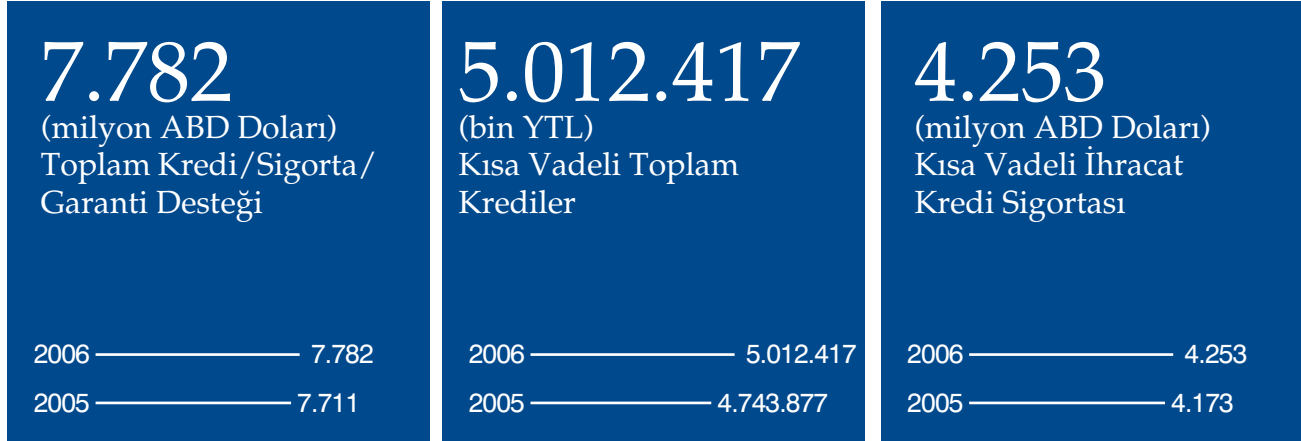 7.782
(milyon ABD Doları)
Toplam Kredi/Sigorta/
Garanti Desteği
2006 7.782
2005 7.711
5.012.417
(bin YTL)
Kısa Vadeli Toplam
Krediler
2006 5.012.417
2005 4.743.877
4.253
(milyon ABD Doları)
Kısa Vadeli İhracat
Kredi Sigortası
2006 4.253
2005 4.173